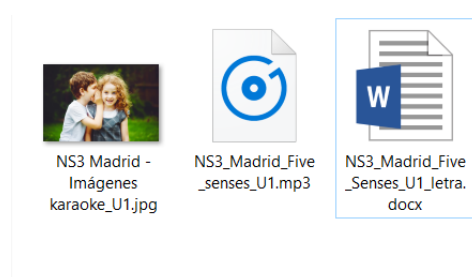 NS3 Madrid -
Imágenes
karaoke_U1.jpg
NS3_Madrid_Five
_senses_U1.mp3
W
NS3_Madrid_Five
_Senses_U1_letra.
docx